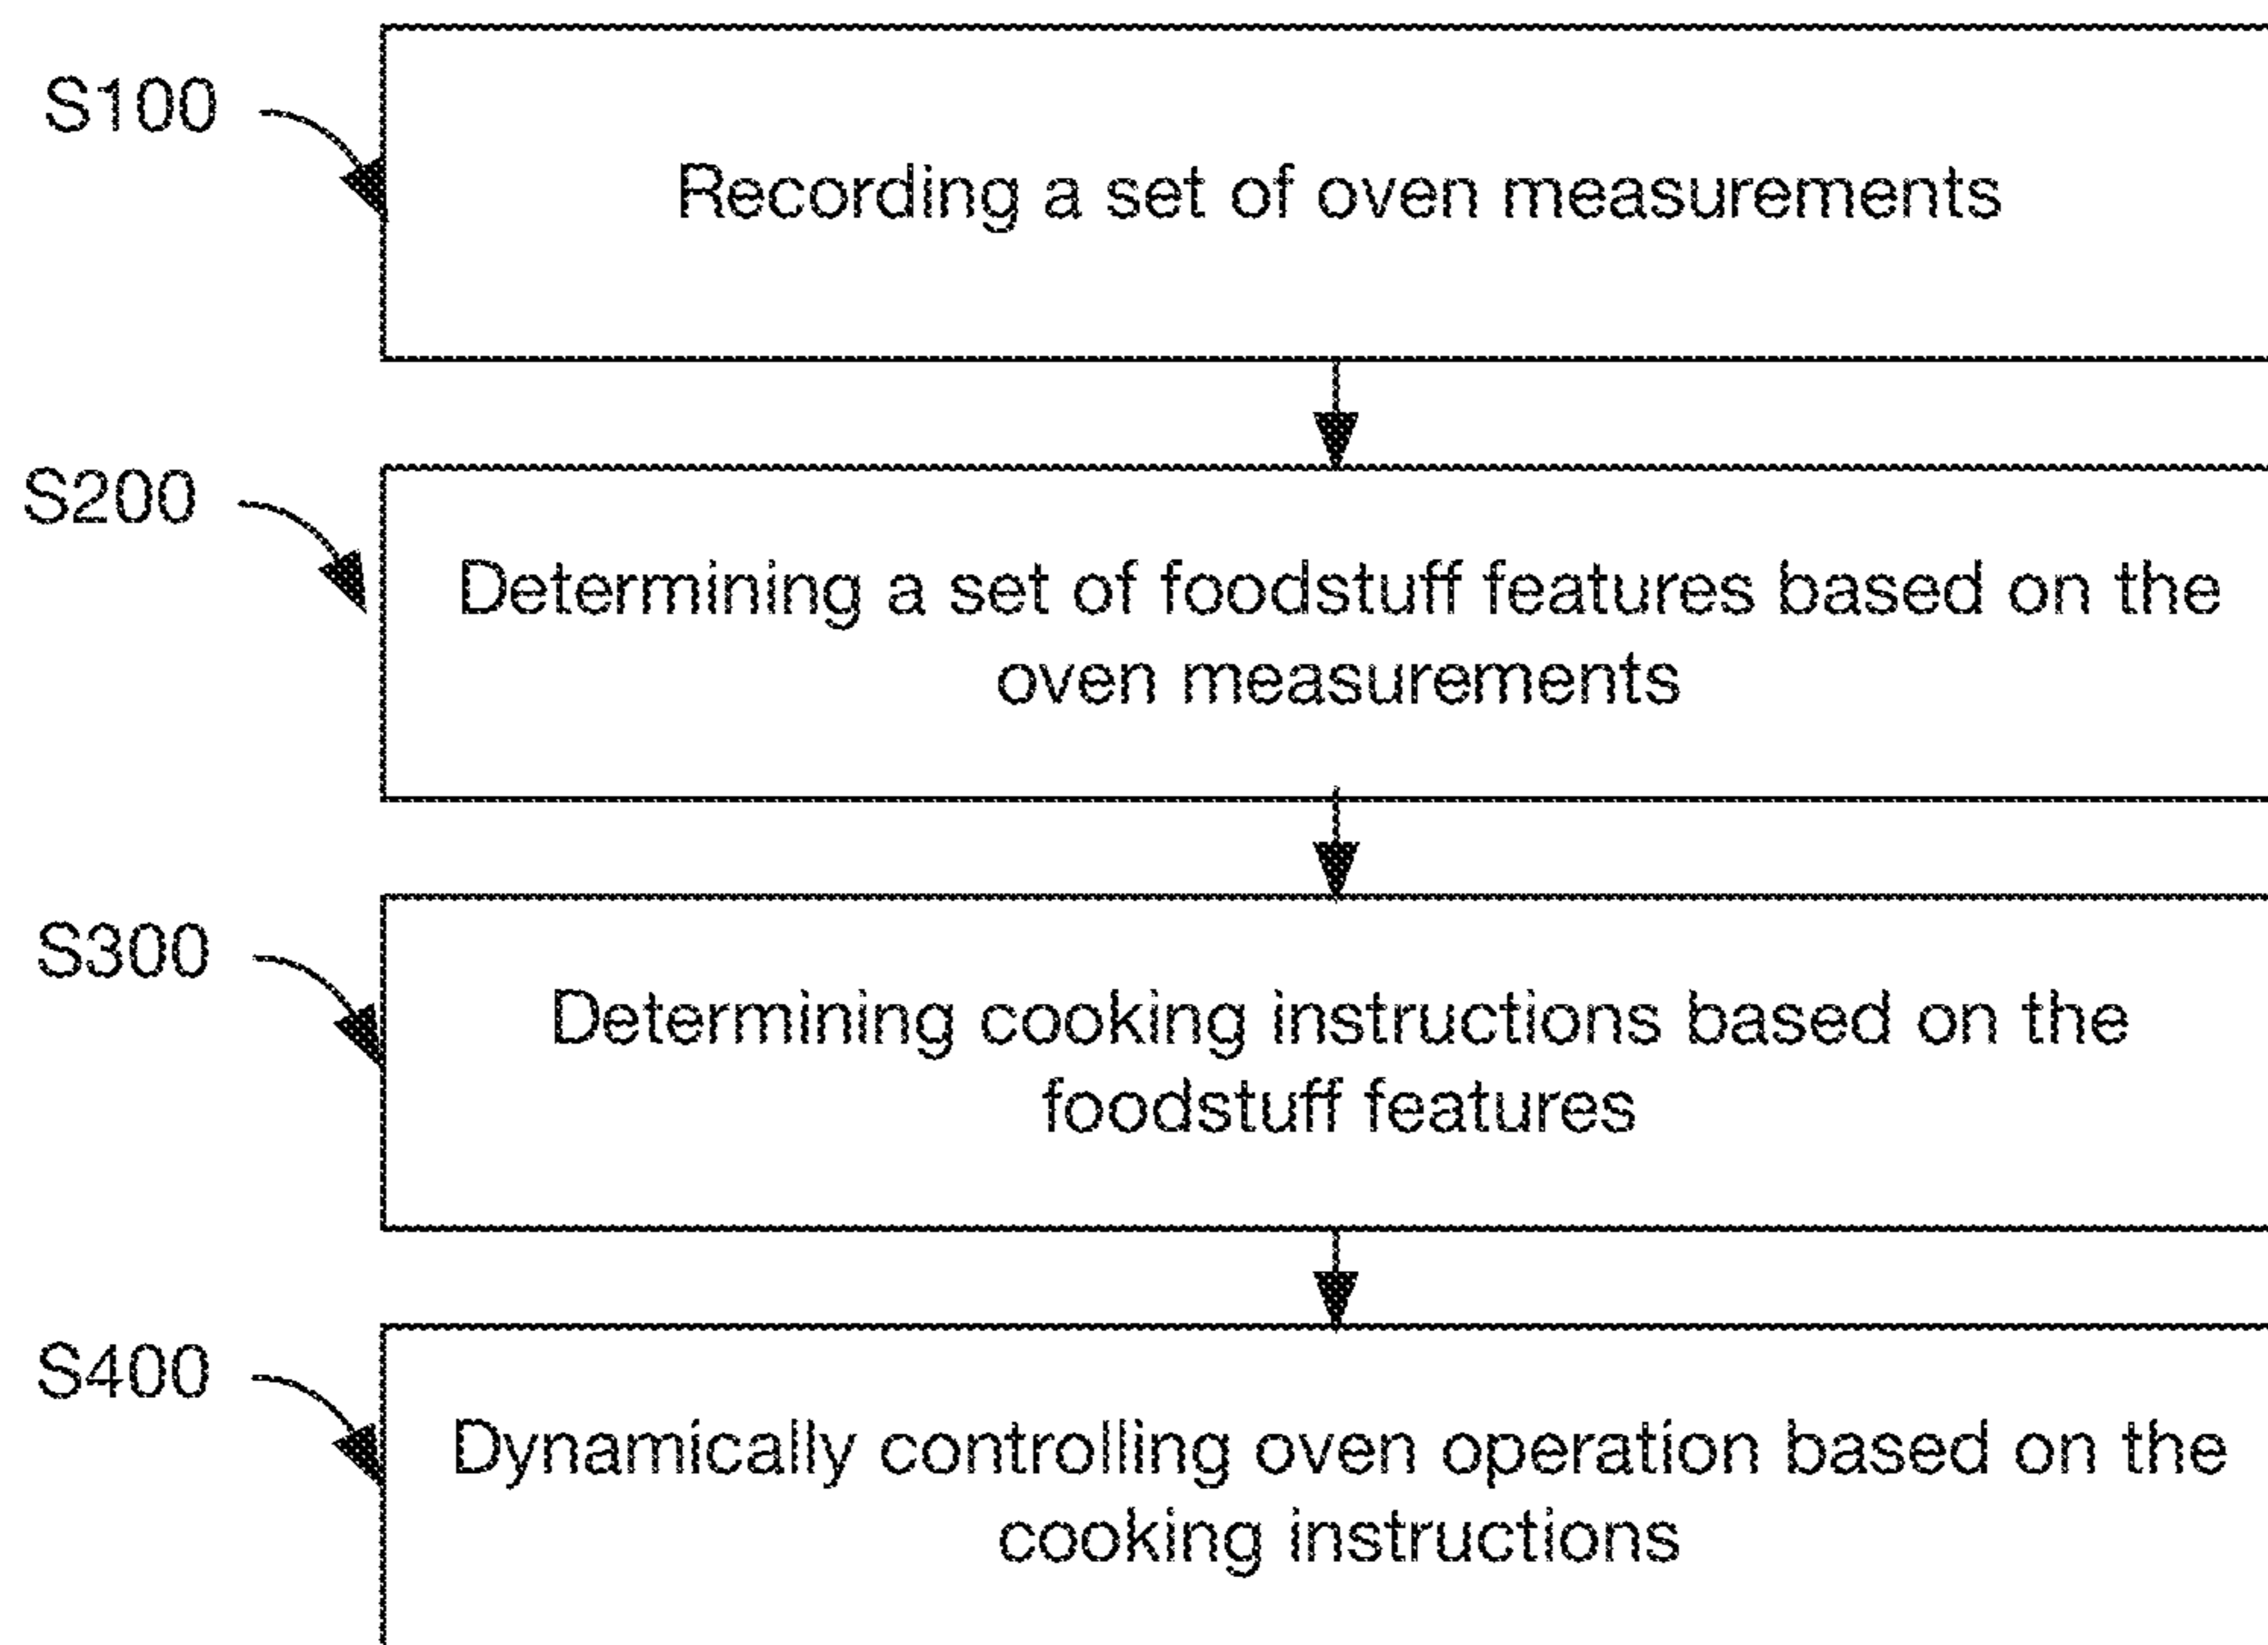 S100
Recording a set of oven measurements
S200
Determining a set of foodstuff features based on the
oven measurements
S300
Determining cooking instructions based on the
foodstuff features
S400
Dynamically controlling oven operation based on the
cooking instructions